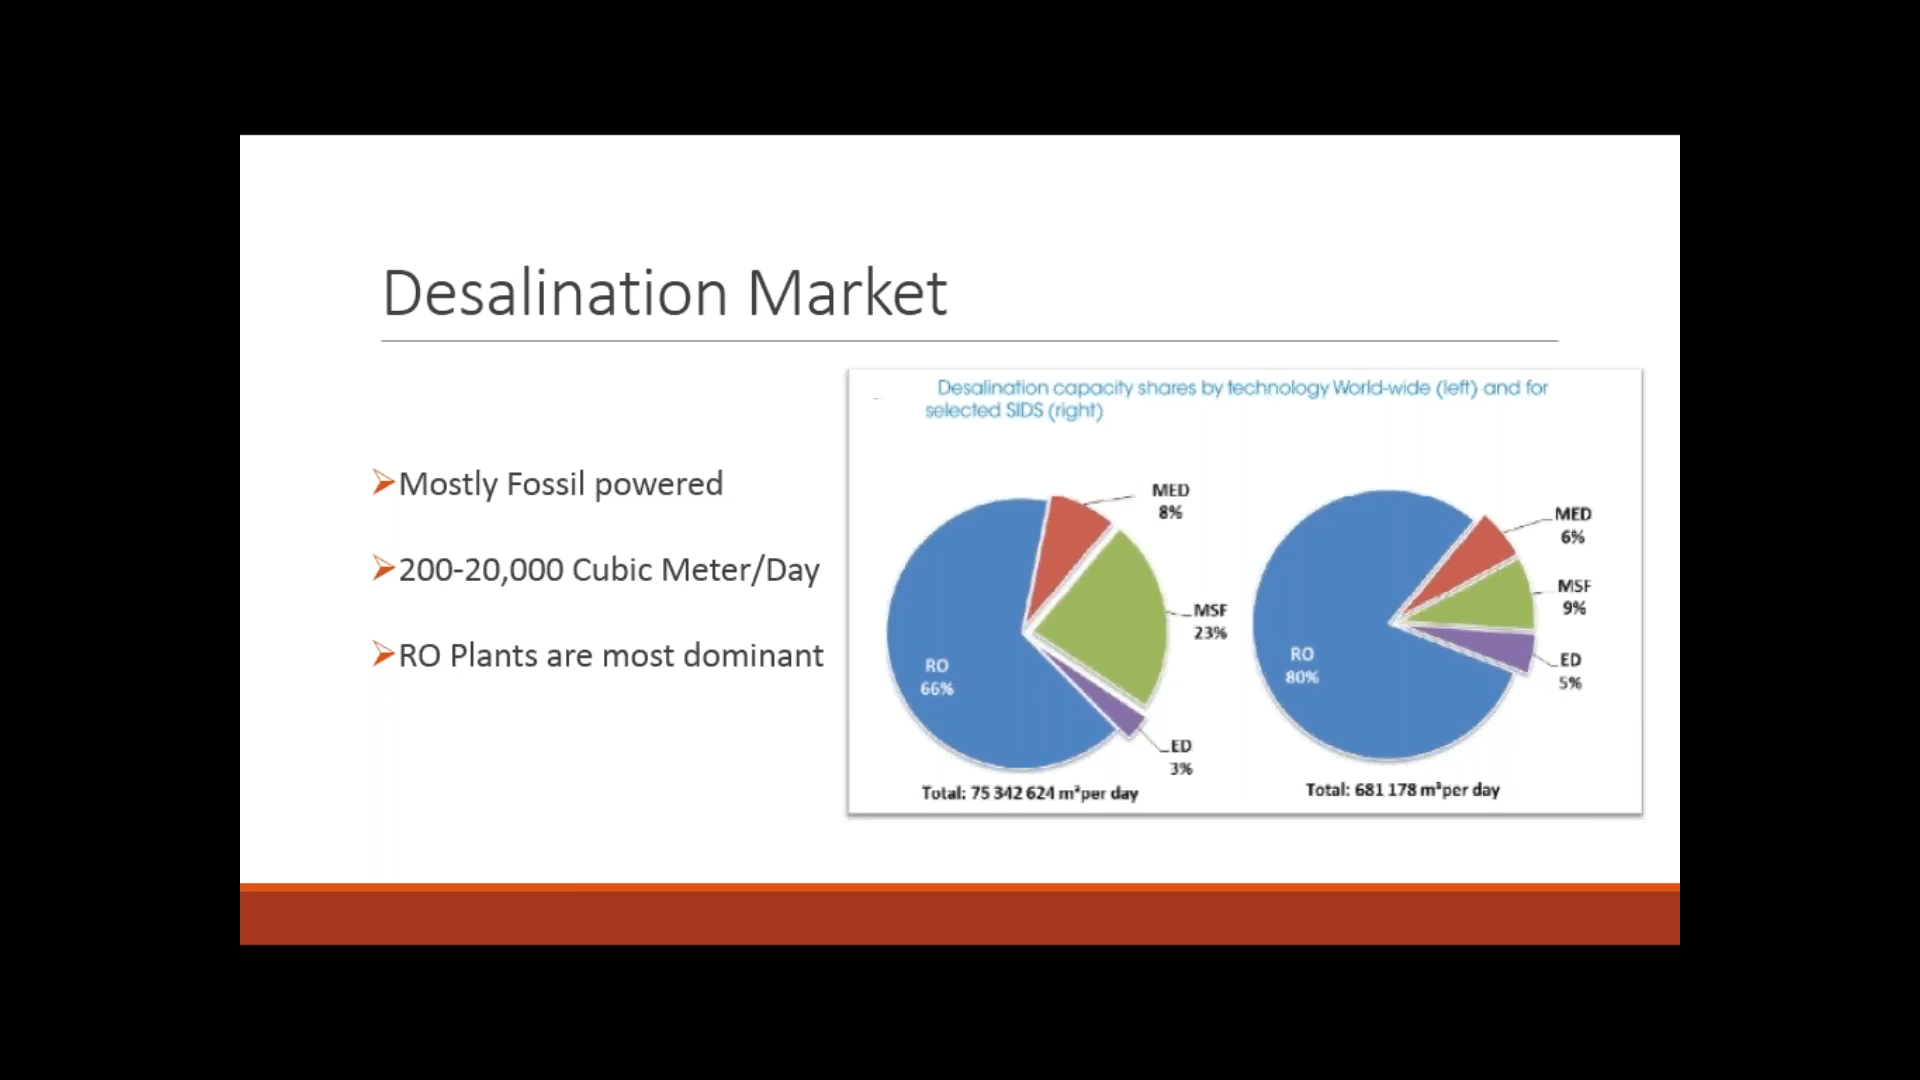 Desalination Market
Mostly Fossil powered
200-20,000 Cubic Meter/Day
RO Plants are most dominant
Desalination capacity shares by technology World-wide (left) and for
selected SIDS (right)
MED
8%
MSF
23%
RO
66%
ED
3%
Total: 75 342 624 m³per day
MED
6%
MSF
9%
RO
80%
ED
5%
Total: 681 178 m³per day